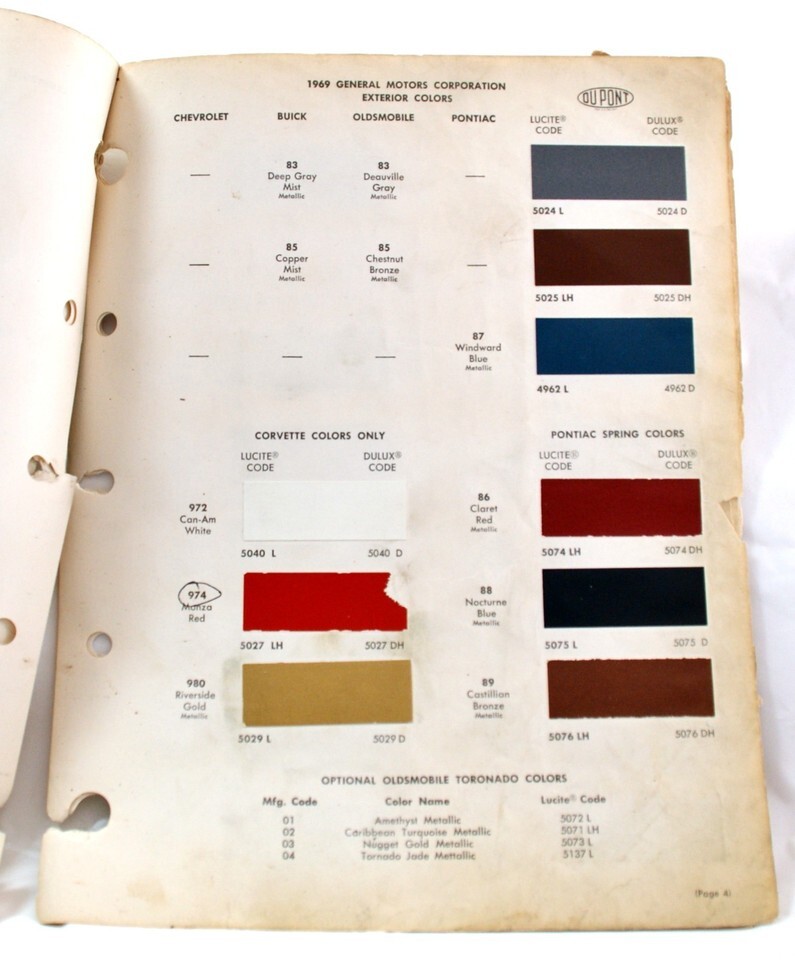 1969 GENERAL MOTORS CORPORATION
EXTERIOR COLORS
DU PONT
CHEVROLET BUICK OLDSMOBILE PONTIAC LUCITE® CODE DULUX® CODE
— 83 Deep Gray Mist Metallic 83 Deauville Gray Metallic —
5024 L 5024 D
— 85 Copper Mist Metallic 85 Chestnut Bronze Metallic —
5025 LH 5025 DH
— — — 87 Windward Blue Metallic
4962 L 4962 D
CORVETTE COLORS ONLY
LUCITE® CODE DULUX® CODE
972
Can-Am
White
5040 L 5040 D
974
Monza
Red
5027 LH 5027 DH
980
Riverside
Gold
Metallic
5029 L 5029 D
PONTIAC SPRING COLORS
LUCITE® CODE DULUX® CODE
86
Claret
Red
Metallic
5074 LH 5074 DH
88
Nocturne
Blue
Metallic
5075 L 5075 D
89
Castillion
Bronze
Metallic
5076 LH 5076 DH
OPTIONAL OLDSMOBILE TORONADO COLORS
Mfg. Code Color Name Lucite® Code
01 Amethyst Metallic 5072 L
02 Caribbean Turquoise Metallic 5071 LH
03 Nugget Gold Metallic 5073 L
04 Tornado Jade Mettallic 5137 L
(Page 4)